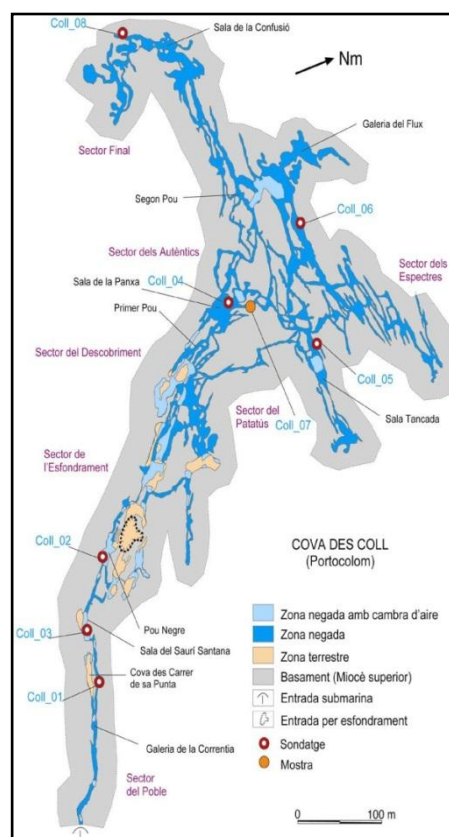 Coll_08
Sala de la Confusió
Nm
Galeria del Flux
Sector Final
Segon Pou
Coll_06
Sector dels Autèntics
Sector dels
Espectres
Sala de la Panxa
Coll_04
Primer Pou
Sector del Descobriment
Coll_05
Sector del
Patatús
Coll_07
Sala Tancada
Sector de
l'Esfondrament
Coll_02
COVA DES COLL
(Portocolom)
Pou Negre
Coll_03
Sala del Saurí Santana
Cova des Carrer
de sa Punta
Coll_01
Galeria de la Correntia
Sector
del Poble
Zona negada amb cambra d'aire
Zona negada
Zona terrestre
Basament (Miocè superior)
Entrada submarina
Entrada per esfondrament
Sondatge
Mostra
0 100 m